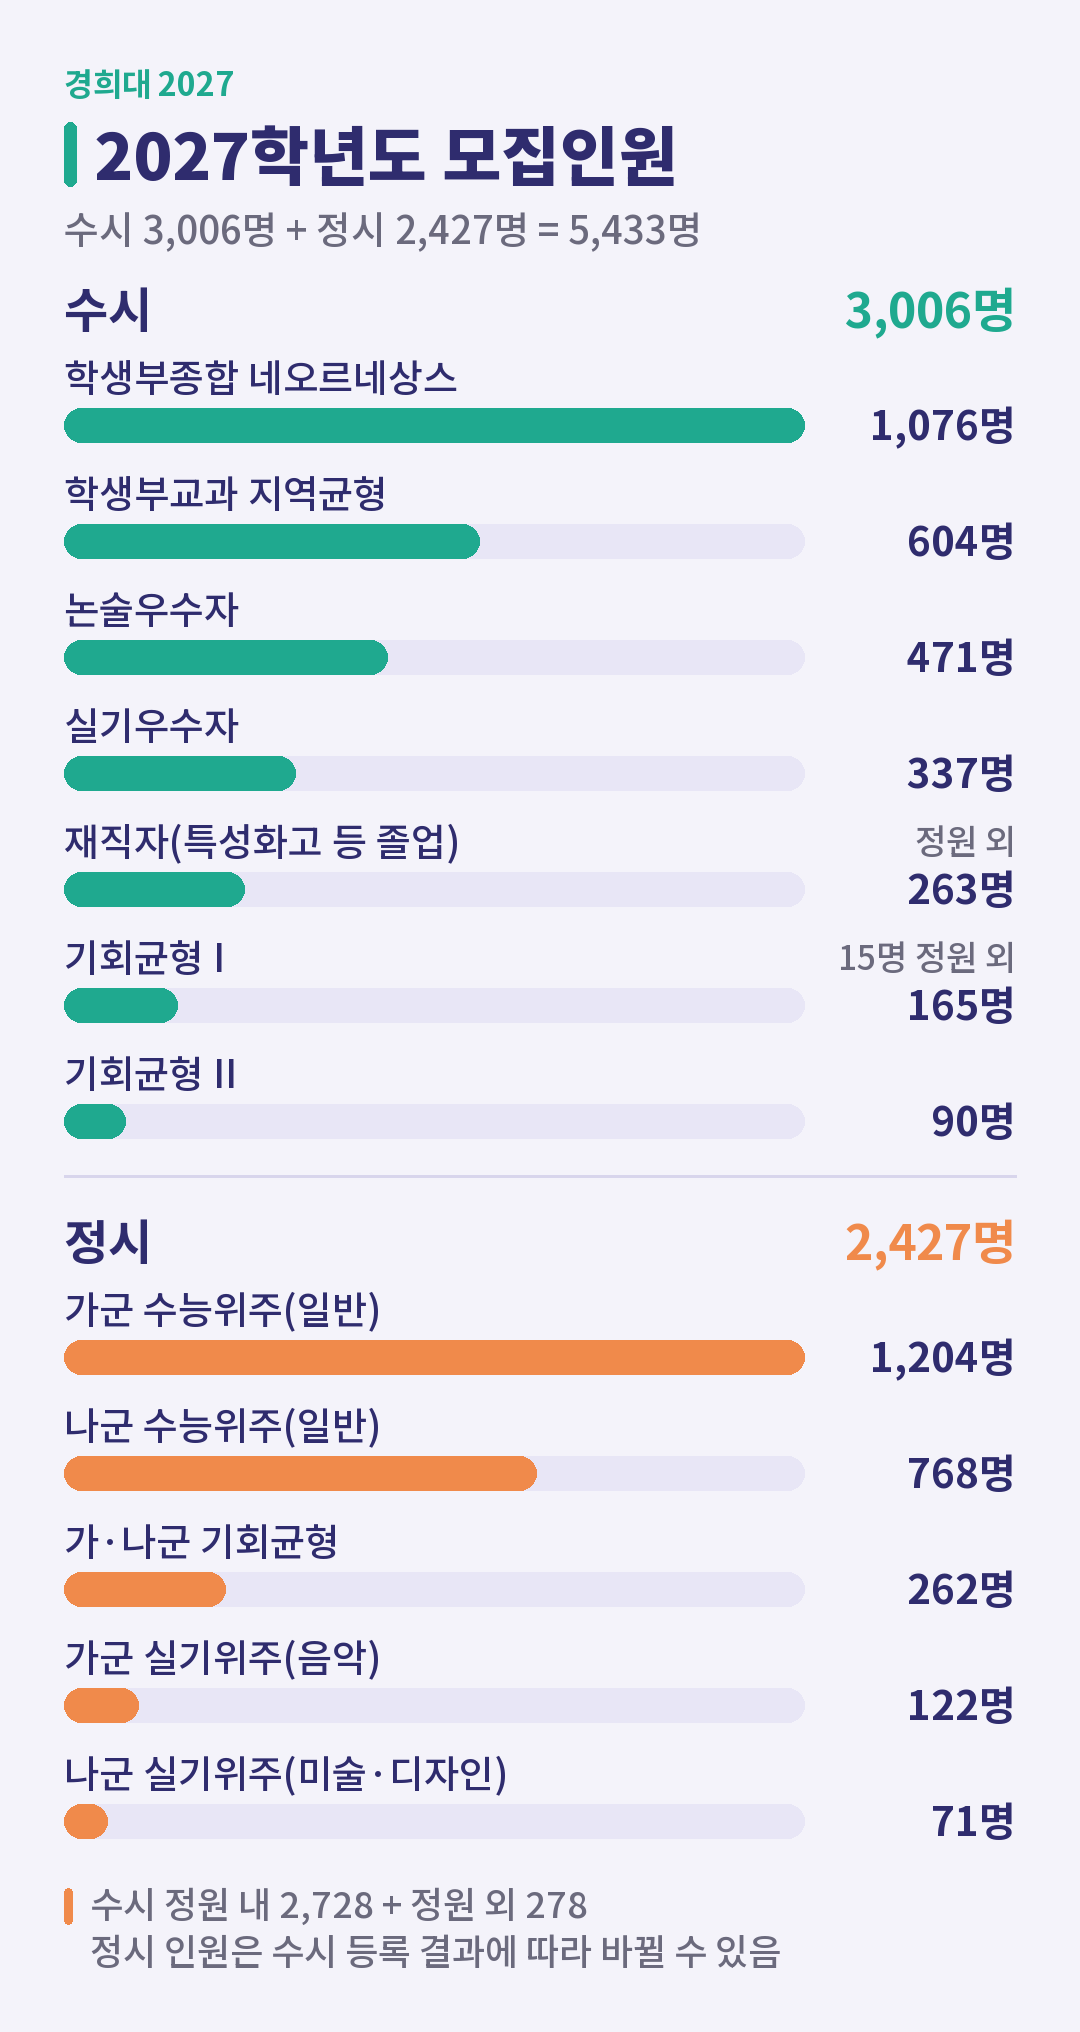 경희대 2027
2027학년도 모집인원
수시 3,006명 + 정시 2,427명 = 5,433명
수시 3,006명
학생부종합 네오르네상스
1,076명
학생부교과 지역균형
604명
논술우수자
471명
실기우수자
337명
재직자(특성화고 등 졸업) 정원 외
263명
기회균형 I 15명 정원 외
165명
기회균형 II
90명
정시 2,427명
가군 수능위주(일반)
1,204명
나군 수능위주(일반)
768명
가·나군 기회균형
262명
가군 실기위주(음악)
122명
나군 실기위주(미술·디자인)
71명
수시 정원 내 2,728 + 정원 외 278
정시 인원은 수시 등록 결과에 따라 바뀔 수 있음